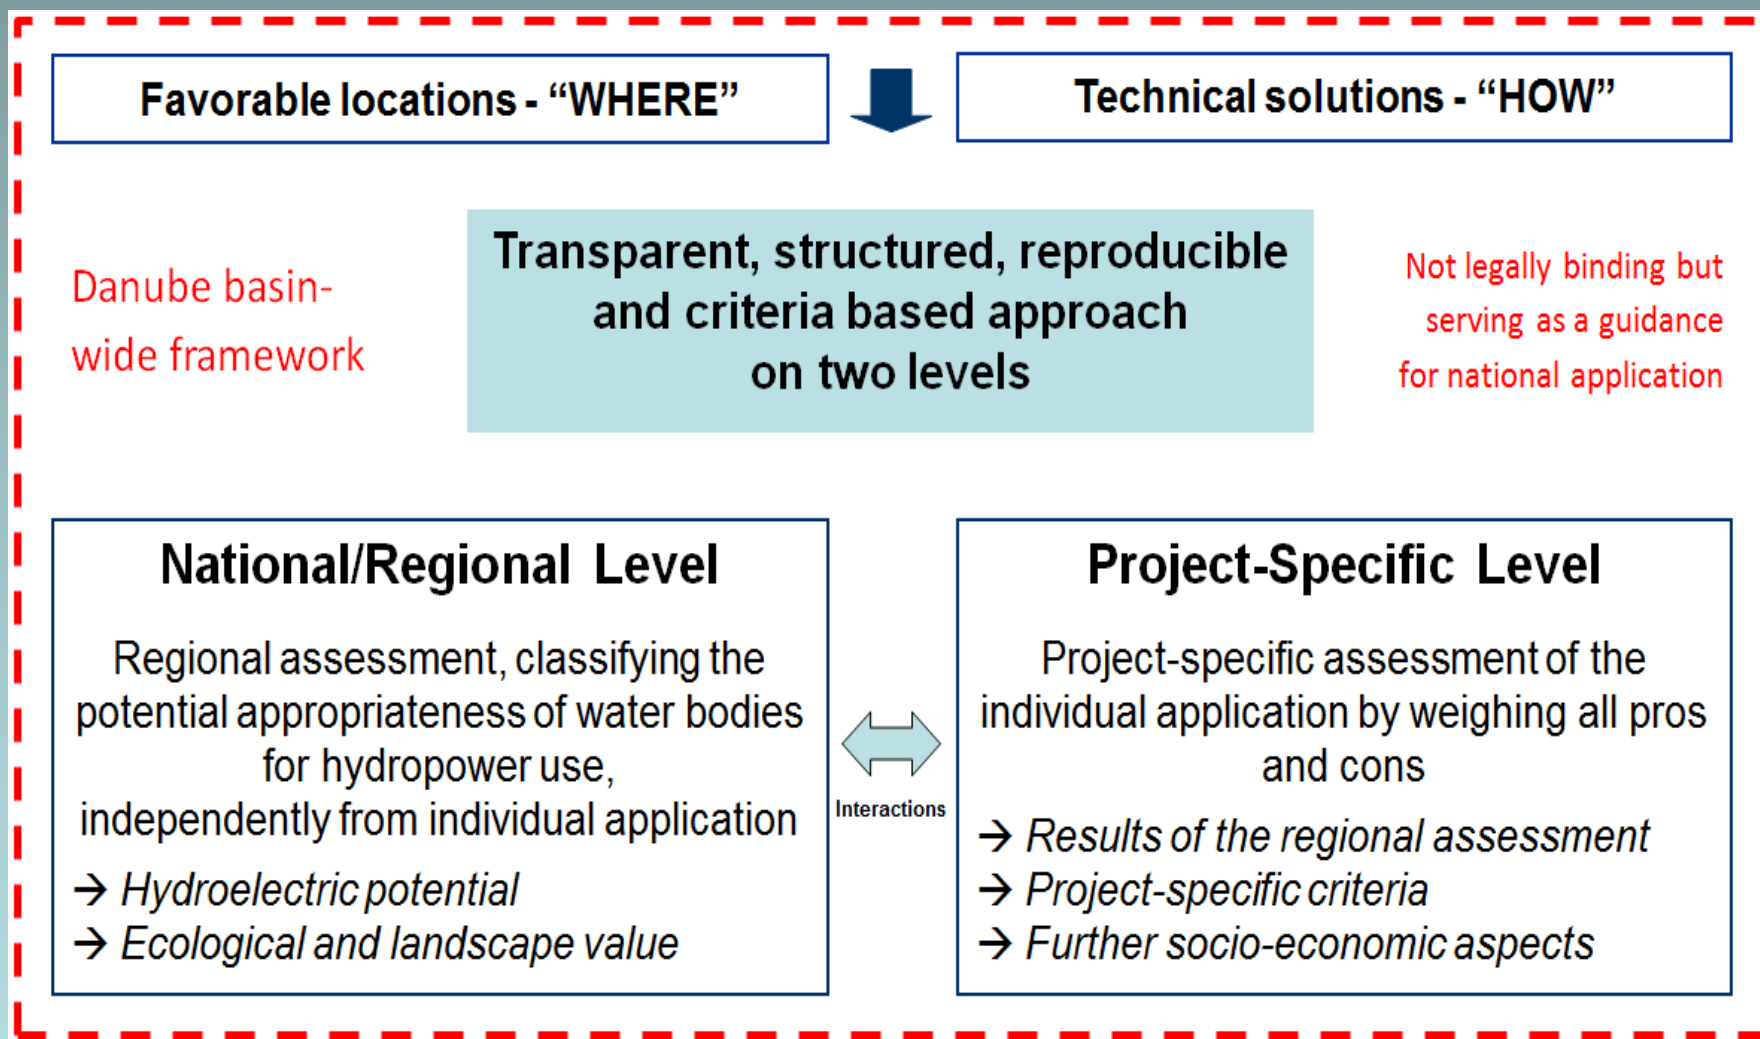 Favorable locations - “WHERE”
Technical solutions - “HOW”
Danube basin-
wide framework
Transparent, structured, reproducible
and criteria based approach
on two levels
Not legally binding but
serving as a guidance
for national application
National/Regional Level
Regional assessment, classifying the
potential appropriateness of water bodies
for hydropower use,
independently from individual application
→ Hydroelectric potential
→ Ecological and landscape value
Interactions
Project-Specific Level
Project-specific assessment of the
individual application by weighing all pros
and cons
→ Results of the regional assessment
→ Project-specific criteria
→ Further socio-economic aspects